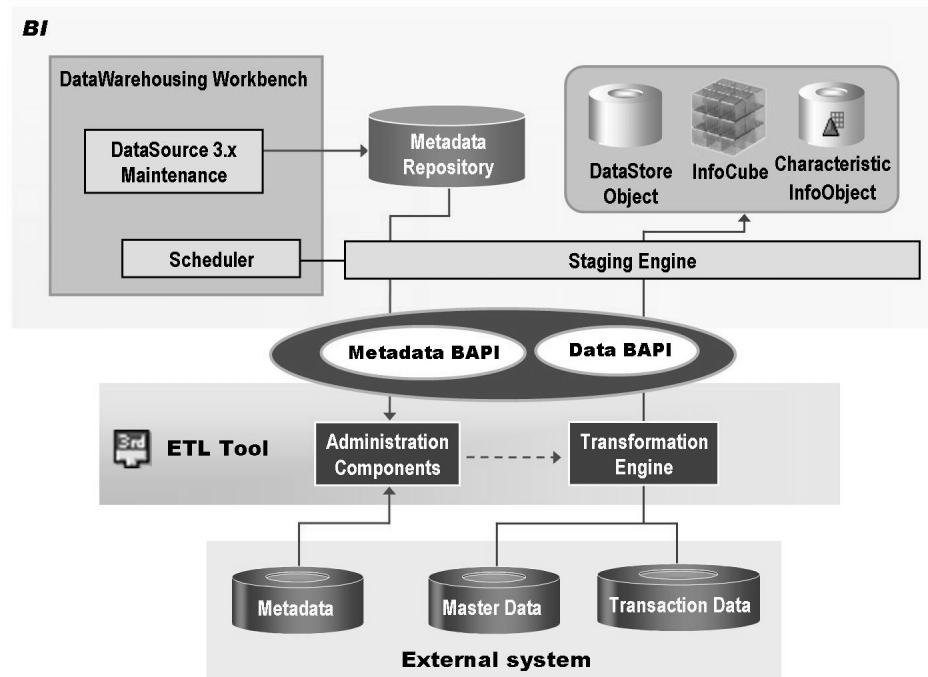 BI
DataWarehousing Workbench
DataSource 3.x
Maintenance
Metadata
Repository
DataStore
Object
InfoCube
Characteristic
InfoObject
Scheduler
Staging Engine
Metadata BAPI
Data BAPI
3rd
ETL Tool
Administration
Components
Transformation
Engine
Metadata
Master Data
Transaction Data
External system